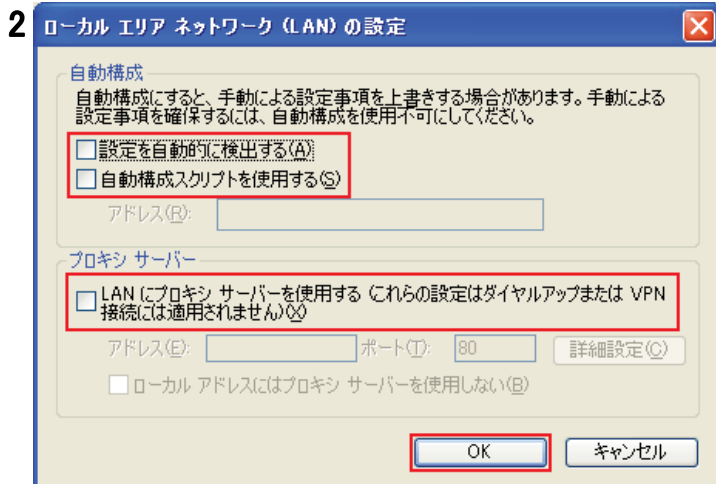 2
ローカル エリア ネットワーク (LAN) の設定
自動構成
自動構成にすると、手動による設定事項を上書きする場合があります。手動による
設定事項を確保するには、自動構成を使用不可にしてください。
設定を自動的に検出する(A)
自動構成スクリプトを使用する(S)
アドレス(R):
プロキシ サーバー
LAN にプロキシ サーバーを使用する (これらの設定はダイヤルアップまたは VPN
接続には適用されません)(X)
アドレス(E): ポート(T): 80 詳細設定(C)
ローカル アドレスにはプロキシ サーバーを使用しない(B)
OK キャンセル